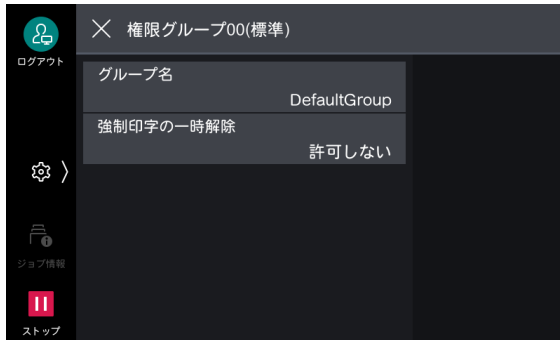 権限グループ00(標準)
ログアウト
グループ名
DefaultGroup
強制印字の一時解除
許可しない
ジョブ情報
ストップ